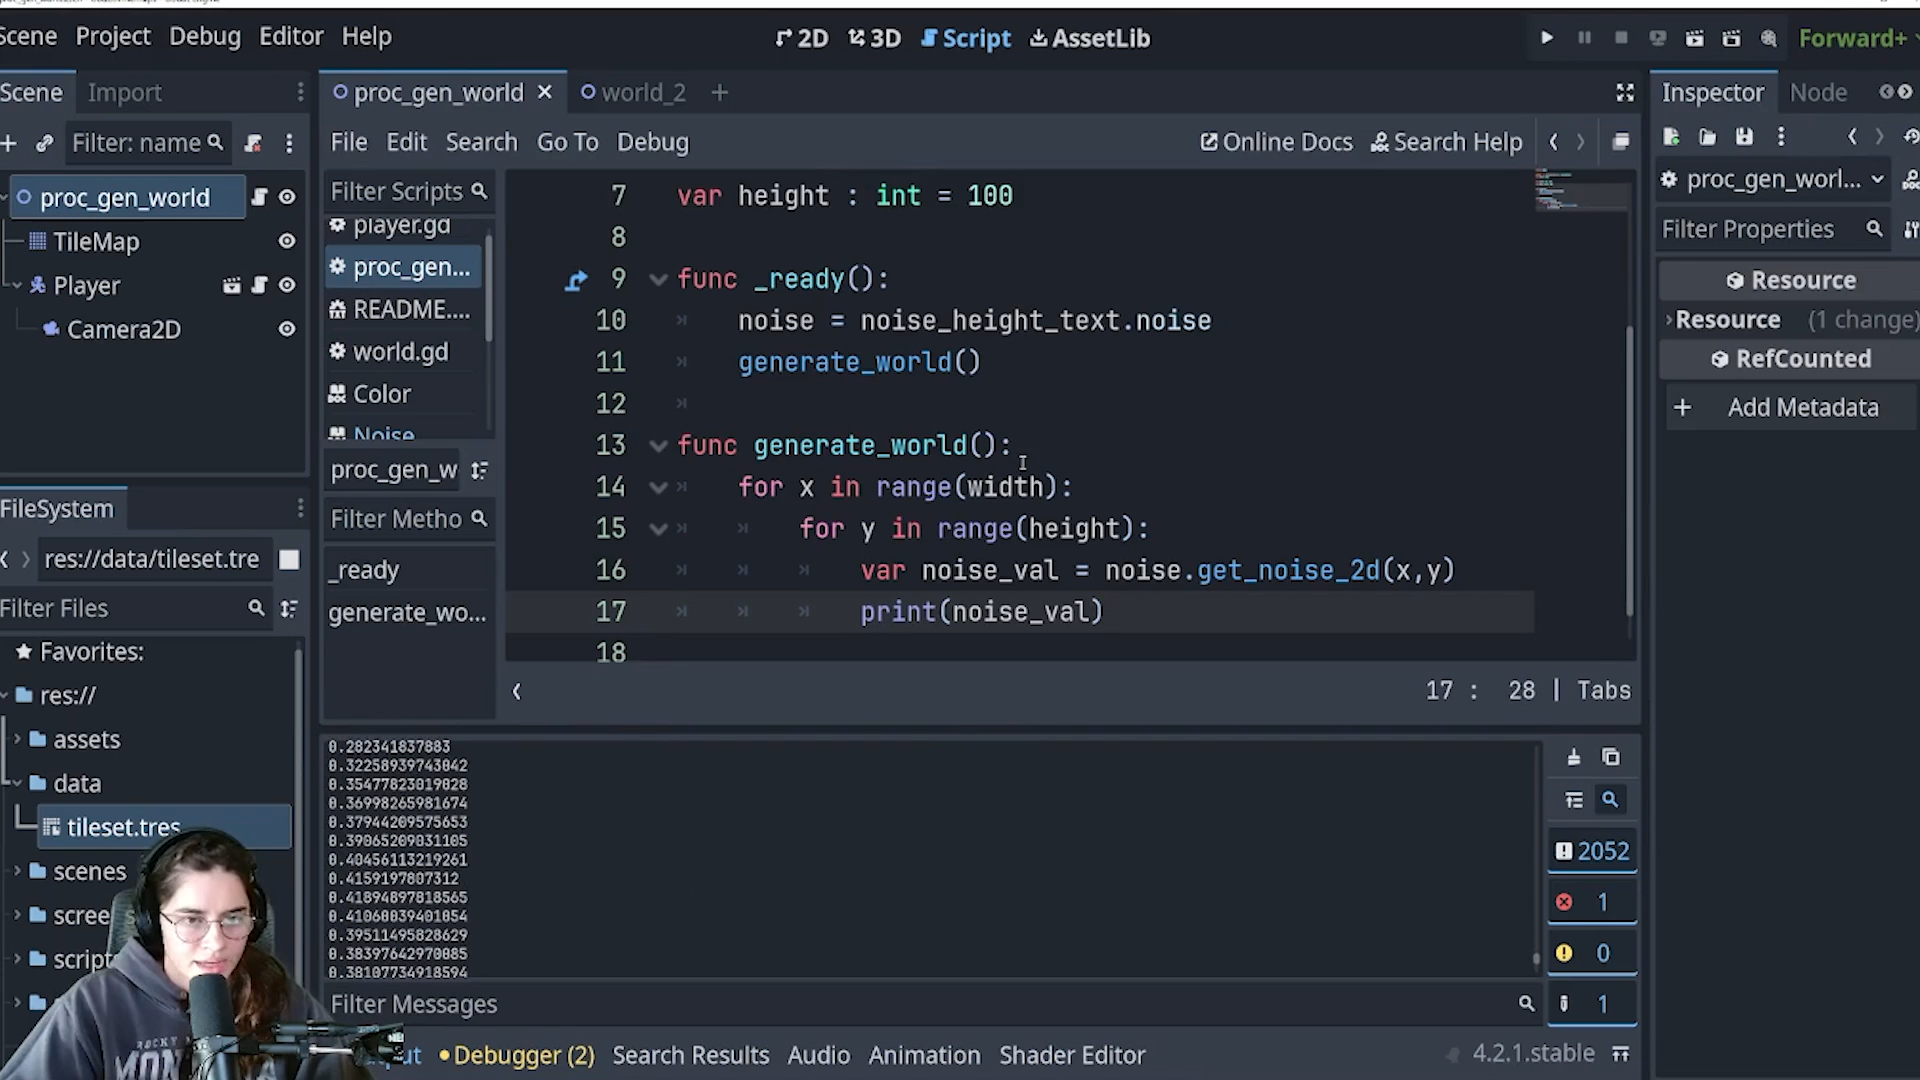 Scene Project Debug Editor Help
2D 3D Script AssetLib
Forward+
Scene Import
proc_gen_world world_2
Inspector Node
Filter: name
File Edit Search Go To Debug
Online Docs Search Help
proc_gen_world
TileMap
Player
Camera2D
Filter Scripts
player.gd
proc_gen...
README....
world.gd
Color
Noise
proc_gen_w
Filter Metho
_ready
generate_wo...
7 var height : int = 100
8
9 func _ready():
10 noise = noise_height_text.noise
11 generate_world()
12
13 func generate_world():
14 for x in range(width):
15 for y in range(height):
16 var noise_val = noise.get_noise_2d(x,y)
17 print(noise_val)
18
17 : 28 | Tabs
proc_gen_worl...
Filter Properties
Resource
Resource (1 change)
RefCounted
+ Add Metadata
FileSystem
res://data/tileset.tre
Filter Files
Favorites:
res://
assets
data
tileset.tres
scenes
scree
scripts
0.282341837883
0.32258939743042
0.35477823019028
0.36998265981674
0.37944209575653
0.39065209031105
0.40456113219261
0.4159197807312
0.41894897818565
0.41060039401054
0.39511495828629
0.38397642970085
0.38107734918594
2052
1
0
1
Filter Messages
Debugger (2) Search Results Audio Animation Shader Editor
4.2.1.stable